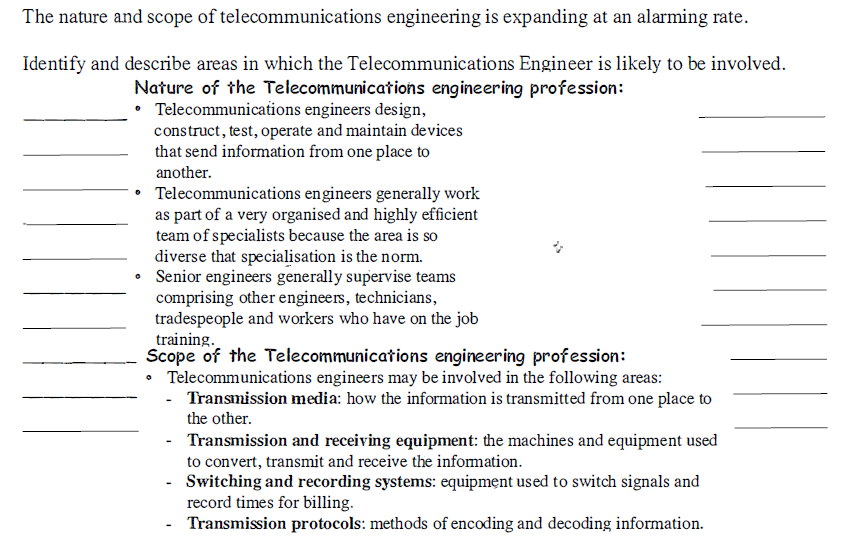 The nature and scope of telecommunications engineering is expanding at an alarming rate.
Identify and describe areas in which the Telecommunications Engineer is likely to be involved.
Nature of the Telecommunications engineering profession:
• Telecommunications engineers design,
construct, test, operate and maintain devices
that send information from one place to
another.
• Telecommunications engineers generally work
as part of a very organised and highly efficient
team of specialists because the area is so
diverse that specialisation is the norm.
• Senior engineers generally supervise teams
comprising other engineers, technicians,
tradespeople and workers who have on the job
training.
Scope of the Telecommunications engineering profession:
• Telecommunications engineers may be involved in the following areas:
- Transmission media: how the information is transmitted from one place to
the other.
- Transmission and receiving equipment: the machines and equipment used
to convert, transmit and receive the information.
- Switching and recording systems: equipment used to switch signals and
record times for billing.
- Transmission protocols: methods of encoding and decoding information.